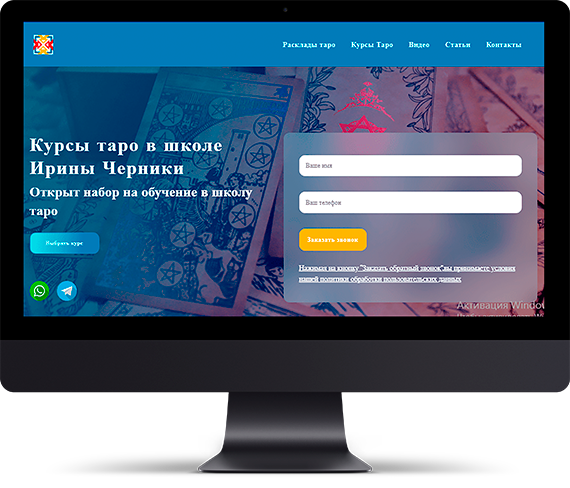 Расклады таро Курсы Таро Видео Статьи Контакты
Курсы таро в школе
Ирины Черники
Открыт набор на обучение в школу
таро
Выбрать курс
Ваше имя
Ваш телефон
Заказать звонок
Нажимая на кнопку "Заказать обратный звонок",вы принимаете условия
нашей политики обработки пользовательских данных
Активация Window